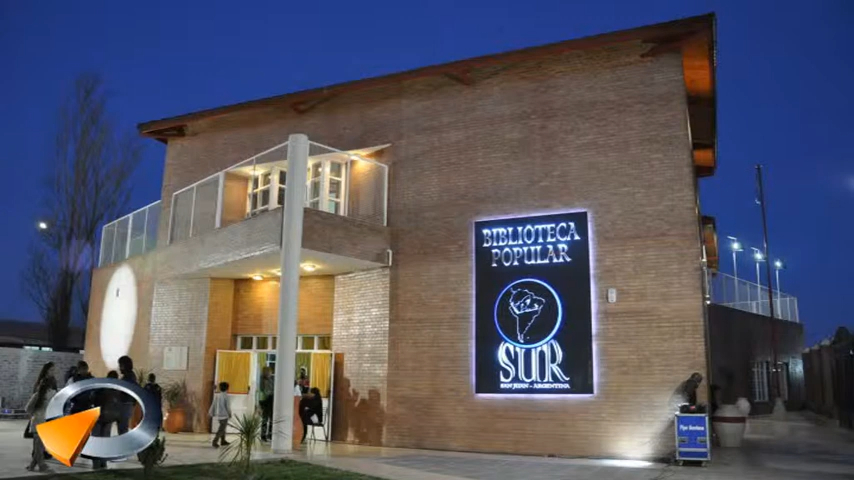 BIBLIOTECA
POPULAR
SUR
SAN JUAN - ARGENTINA